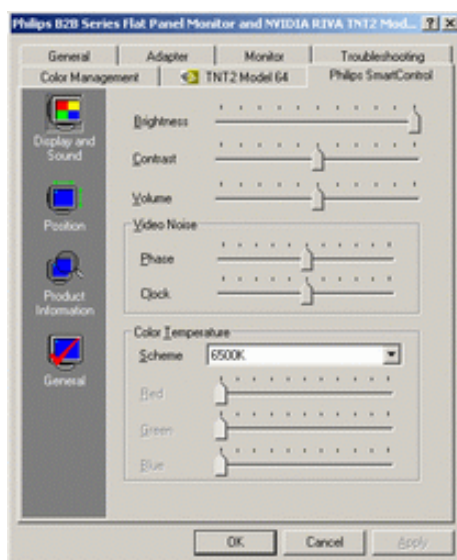 Philips B2B Series Flat Panel Monitor and NVIDIA RIVA TNT2 Mod...
General Adapter Monitor Troubleshooting
Color Management TNT2 Model 64 Philips SmartControl
Display and
Sound
Position
Product
Information
General
Brightness
Contrast
Volume
Video Noise
Phase
Clock
Color Temperature
Scheme 6500K
Red
Green
Blue
OK Cancel Apply